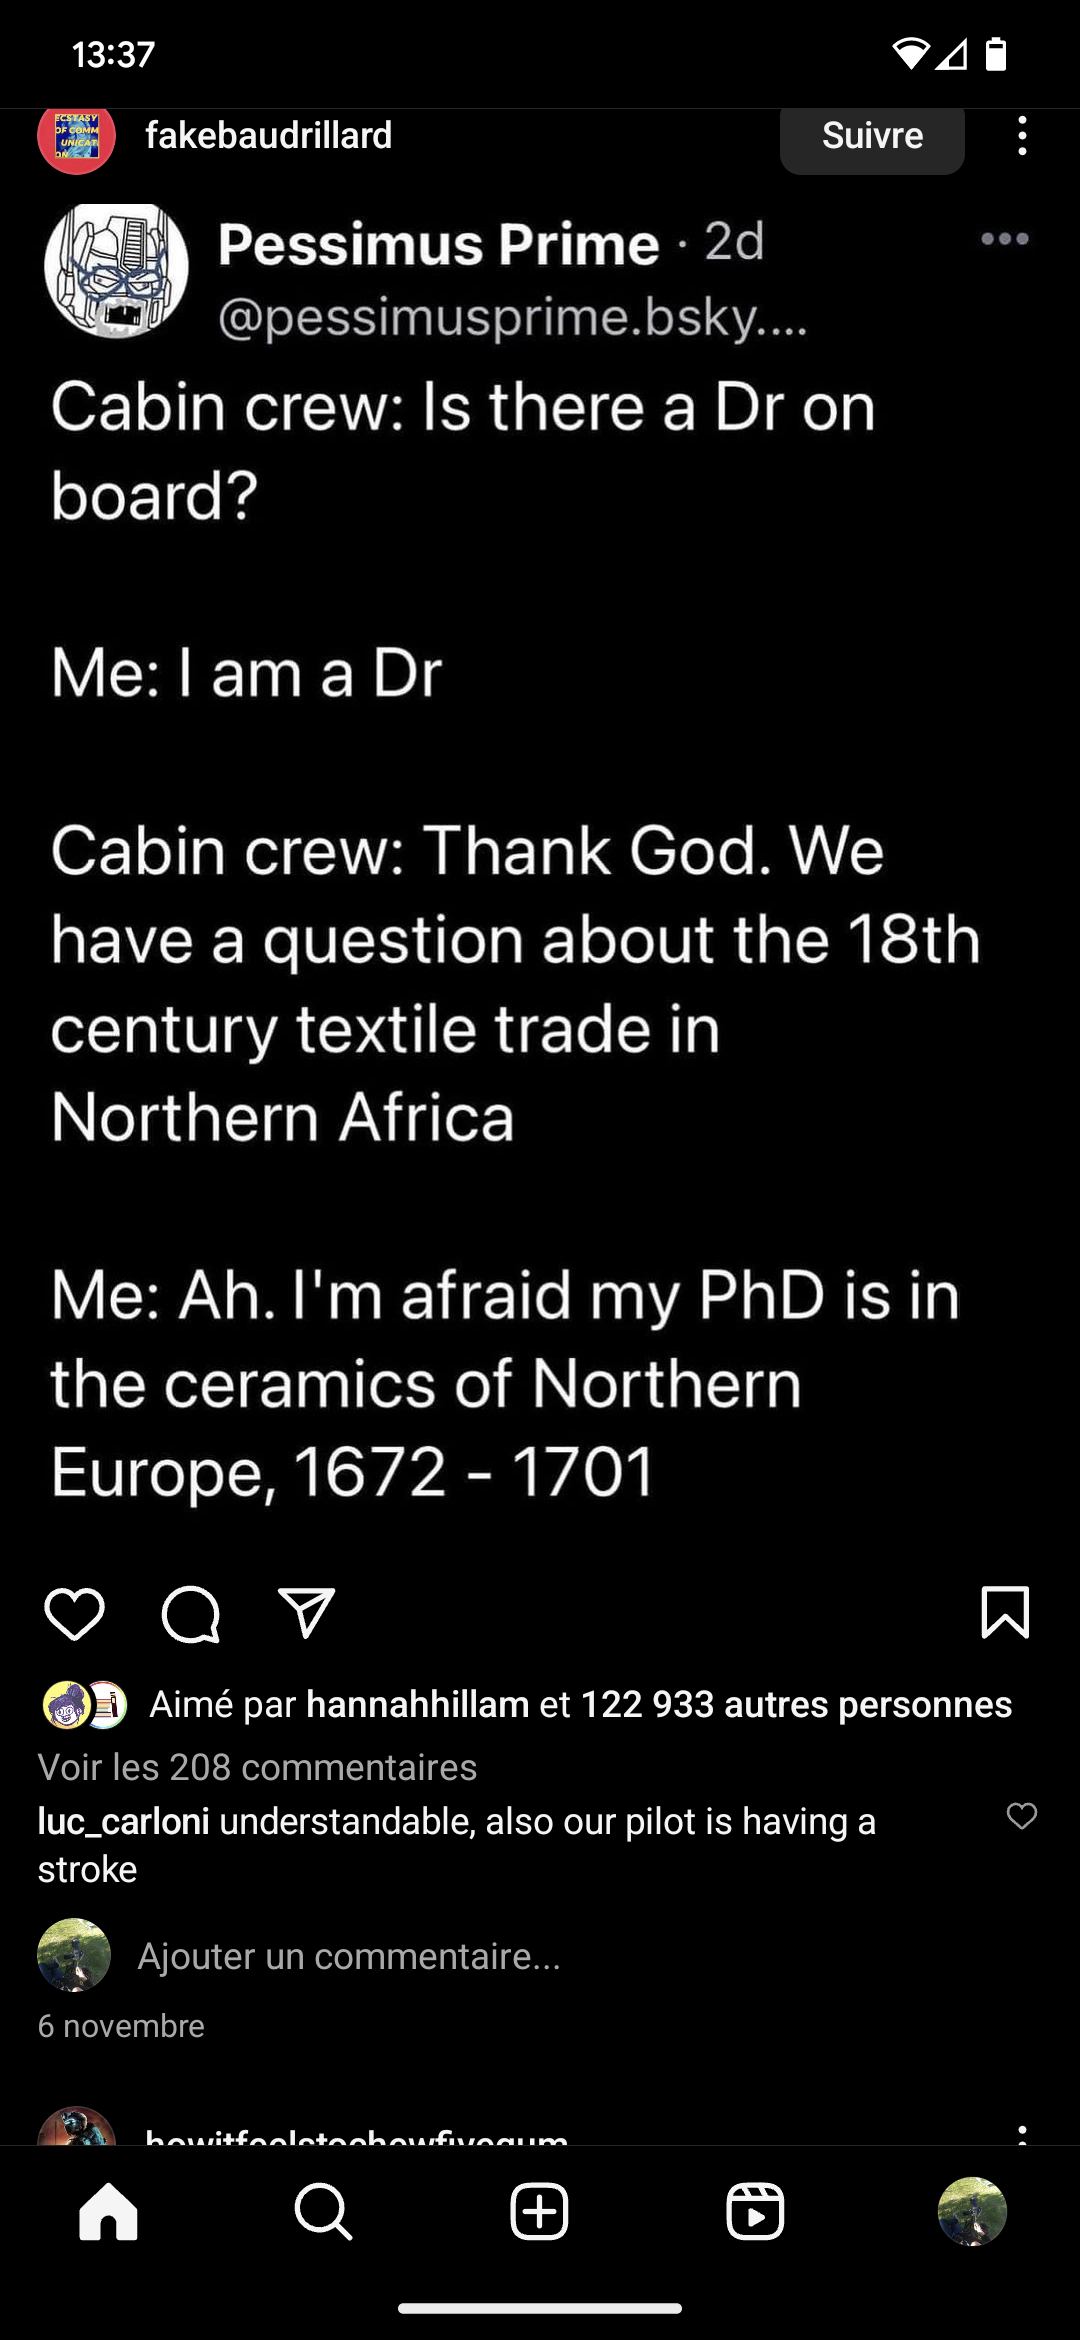 13:37
ECSTASY
OF COMM
UNICATI
ON
fakebaudrillard
Suivre
Pessimus Prime · 2d
@pessimusprime.bsky....
Cabin crew: Is there a Dr on
board?
Me: I am a Dr
Cabin crew: Thank God. We
have a question about the 18th
century textile trade in
Northern Africa
Me: Ah. I'm afraid my PhD is in
the ceramics of Northern
Europe, 1672 - 1701
Aimé par hannahhillam et 122 933 autres personnes
Voir les 208 commentaires
luc_carloni understandable, also our pilot is having a
stroke
Ajouter un commentaire...
6 novembre
howitfeelstochewfivegum